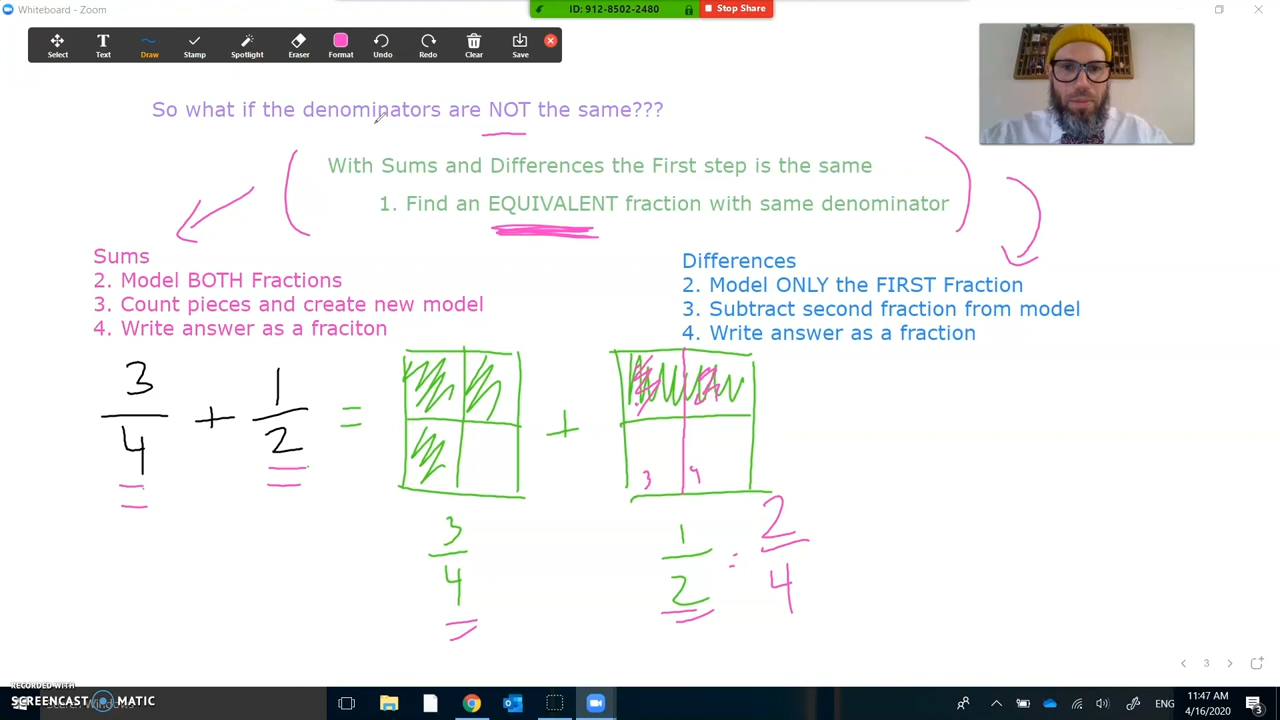 Whiteboard - Zoom
ID: 912-8502-2480
Stop Share
Select
Text
Draw
Stamp
Spotlight
Eraser
Format
Undo
Redo
Clear
Save
So what if the denominators are NOT the same???
With Sums and Differences the First step is the same
1. Find an EQUIVALENT fraction with same denominator
Sums
2. Model BOTH Fractions
3. Count pieces and create new model
4. Write answer as a fraciton
Differences
2. Model ONLY the FIRST Fraction
3. Subtract second fraction from model
4. Write answer as a fraction
3/4 + 1/2 = +
3 4
3/4
1/2 = 2/4
3
RECORDED WITH
SCREENCAST MATIC
ENG
11:47 AM
4/16/2020
3